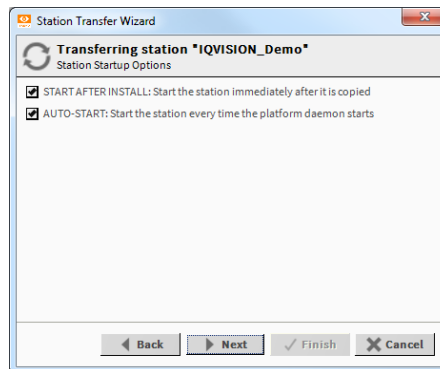 Station Transfer Wizard
Transferring station "IQVISION_Demo"
Station Startup Options
START AFTER INSTALL: Start the station immediately after it is copied
AUTO-START: Start the station every time the platform daemon starts
Back Next Finish Cancel